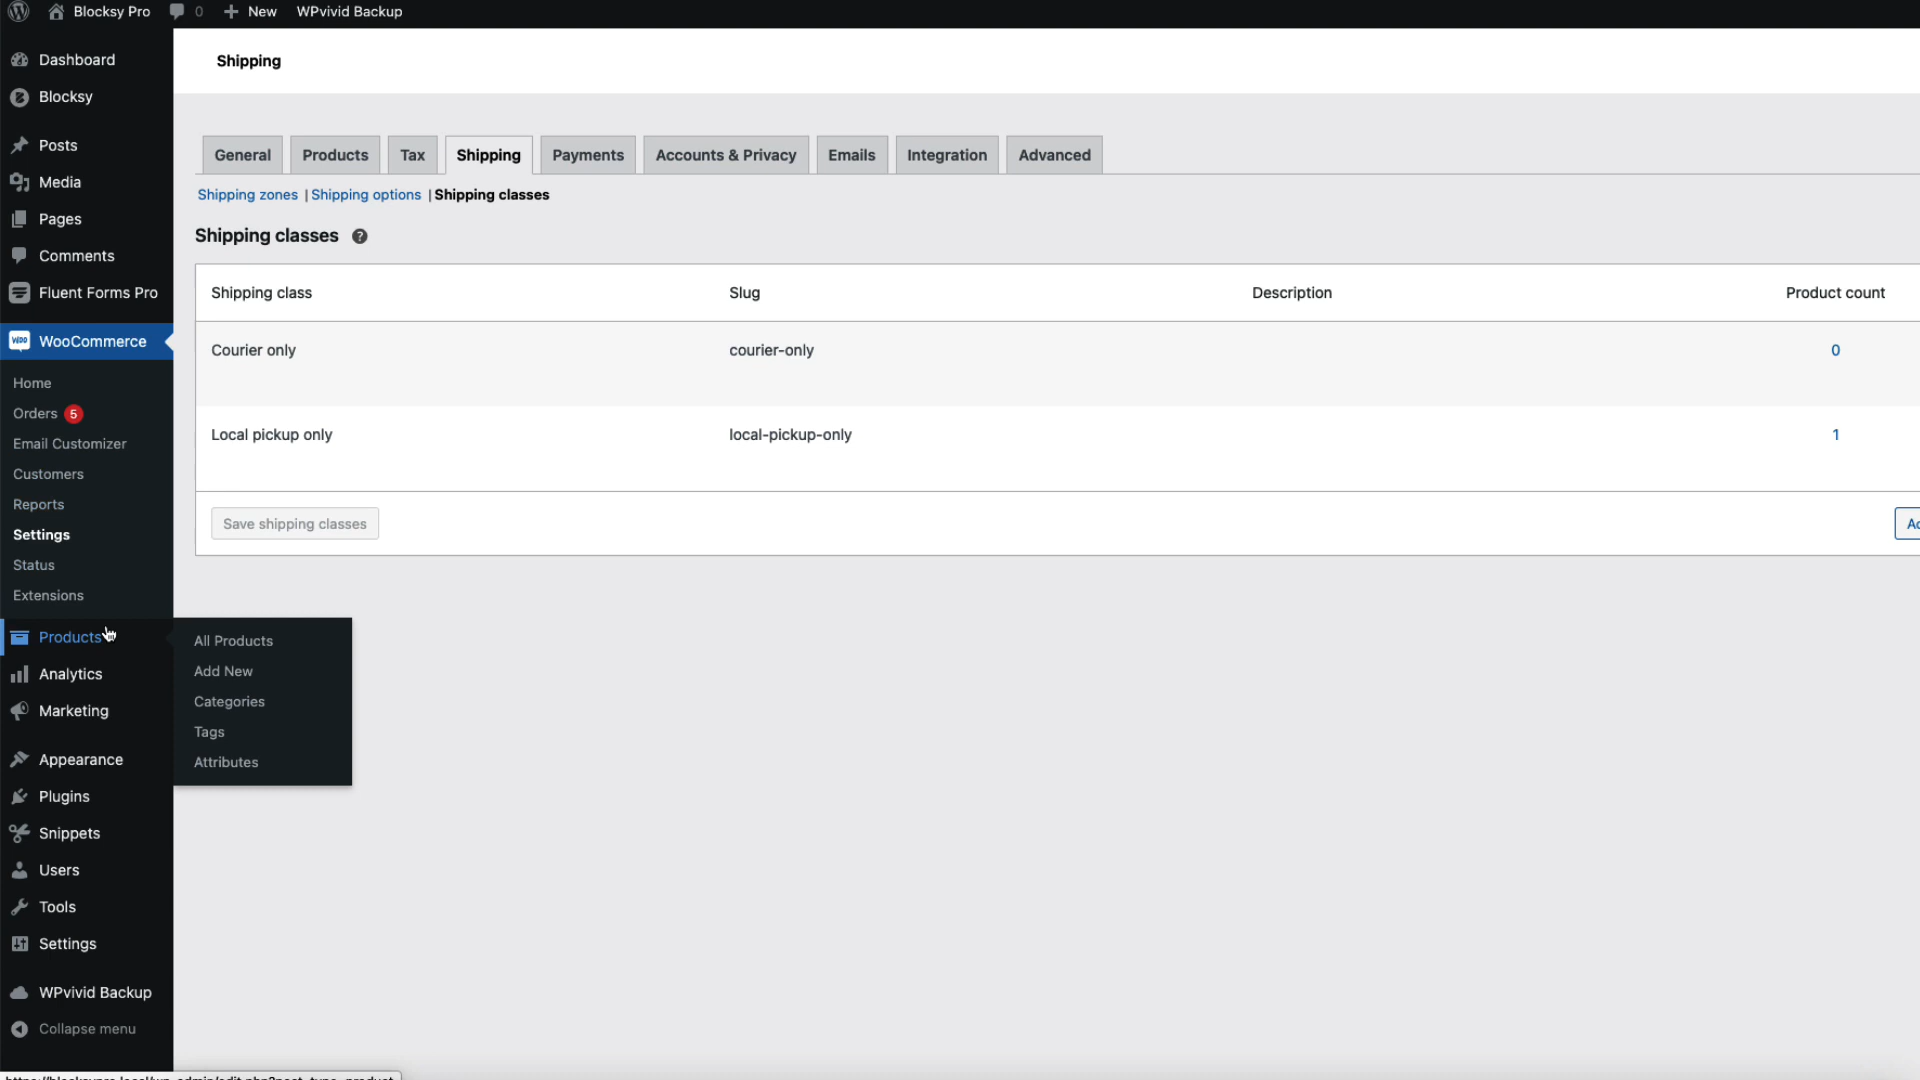 Blocksy Pro 0 New WPvivid Backup
Dashboard
Blocksy
Posts
Media
Pages
Comments
Fluent Forms Pro
WooCommerce
Home
Orders 5
Email Customizer
Customers
Reports
Settings
Status
Extensions
Products
Analytics
Marketing
Appearance
Plugins
Snippets
Users
Tools
Settings
WPvivid Backup
Collapse menu
All Products
Add New
Categories
Tags
Attributes
Shipping
General Products Tax Shipping Payments Accounts & Privacy Emails Integration Advanced
Shipping zones | Shipping options | Shipping classes
Shipping classes ?
Shipping class Slug Description Product count
Courier only courier-only 0
Local pickup only local-pickup-only 1
Save shipping classes